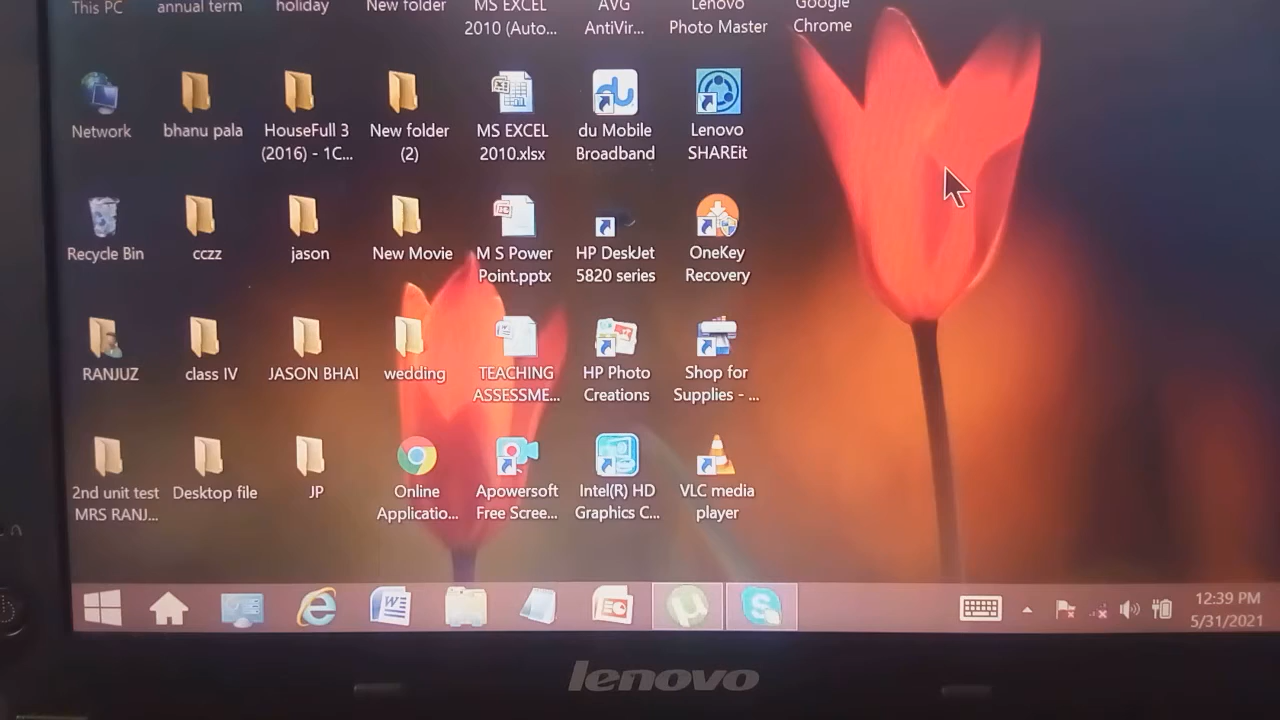 This PC
annual term
holiday
New folder
MS EXCEL
2010 (Auto...
AVG
AntiVir...
Lenovo
Photo Master
Google
Chrome
Network
bhanu pala
HouseFull 3
(2016) - 1C...
New folder
(2)
MS EXCEL
2010.xlsx
du Mobile
Broadband
Lenovo
SHAREit
Recycle Bin
cczz
jason
New Movie
M S Power
Point.pptx
HP DeskJet
5820 series
OneKey
Recovery
RANJUZ
class IV
JASON BHAI
wedding
TEACHING
ASSESSME...
HP Photo
Creations
Shop for
Supplies - ...
2nd unit test
MRS RANJ...
Desktop file
JP
Online
Applicatio...
Apowersoft
Free Scree...
Intel(R) HD
Graphics C...
VLC media
player
12:39 PM
5/31/2021
lenovo